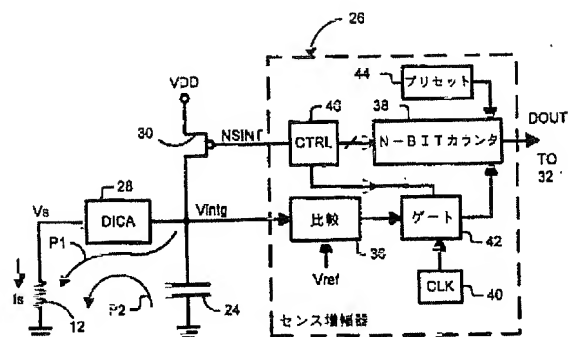 26
44
プリセット
VDD
40
38
DOUT
30
NSINT
CTRL
N-BITカウンタ
TO
32
28
Vs
DICA
Vintg
比較
ゲート
P1
36
42
Is
Vref
12
P2
24
CLK
40
センス増幅器